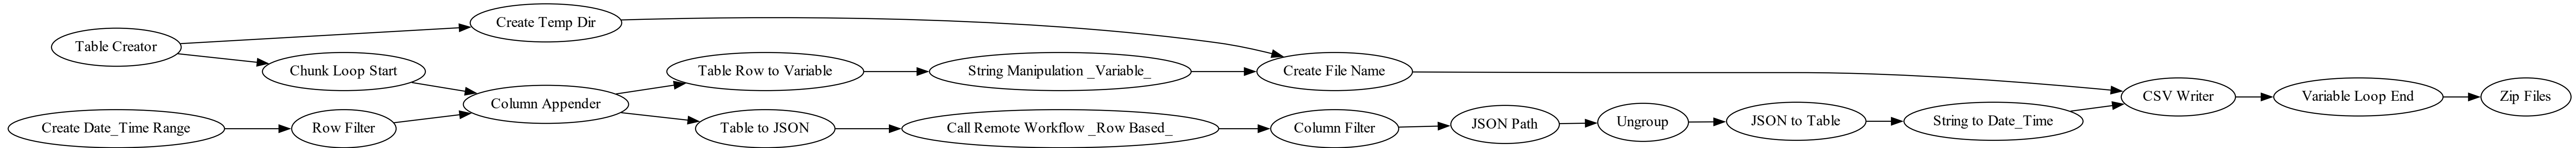 Create Temp Dir
Table Creator
Chunk Loop Start
Table Row to Variable
String Manipulation _Variable_
Create File Name
Column Appender
CSV Writer
Variable Loop End
Zip Files
Create Date_Time Range
Row Filter
Table to JSON
Call Remote Workflow _Row Based_
Column Filter
JSON Path
Ungroup
JSON to Table
String to Date_Time